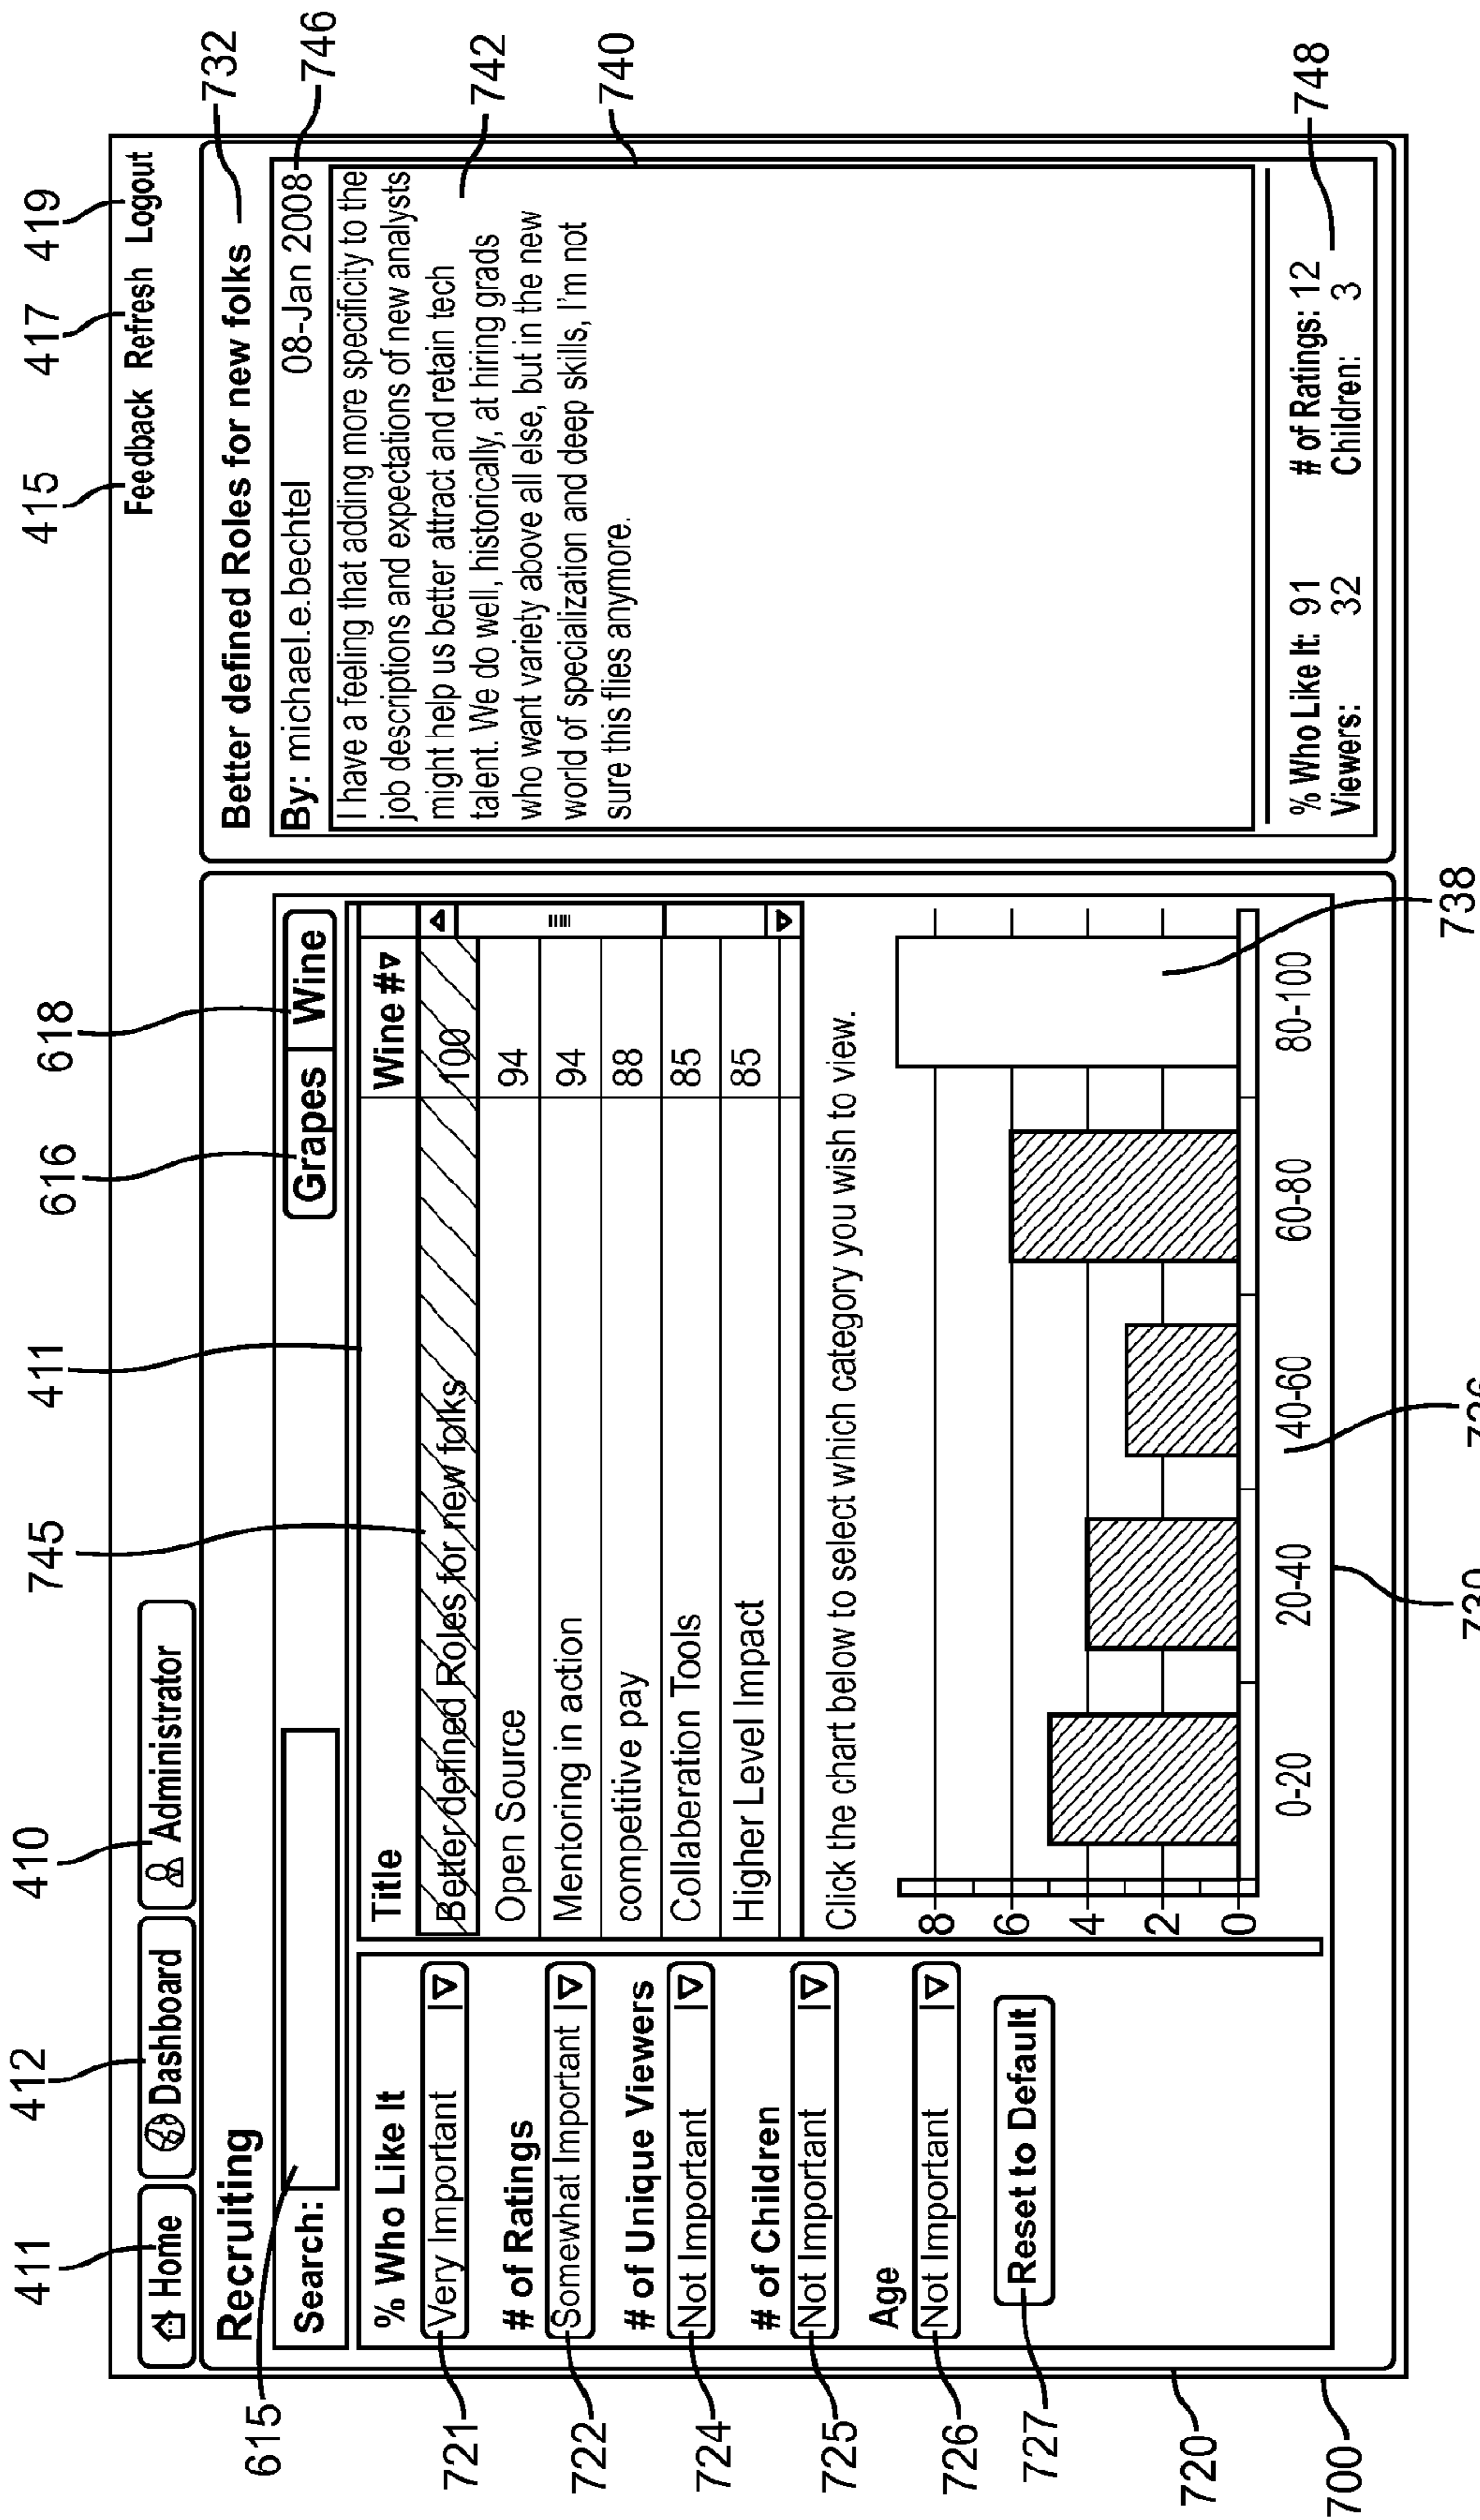 411
412
410
745
411
616
618
415
417
419
Home
Dashboard
Administrator
Feedback
Refresh
Logout
Recruiting
Search:
Grapes
Wine
615
% Who Like It
Very Important
721
# of Ratings
Somewhat Important
722
# of Unique Viewers
Not Important
724
# of Children
Not Important
725
Age
Not Important
726
Reset to Default
727
720
700
Title
Wine #
Better defined Roles for new folks
100
Open Source
94
Mentoring in action
94
competitive pay
88
Collaberation Tools
85
Higher Level Impact
85
Click the chart below to select which category you wish to view.
8
6
4
2
0
0-20
20-40
40-60
60-80
80-100
738
Better defined Roles for new folks
732
By: michael.e.bechtel
08-Jan 2008
746
I have a feeling that adding more specificity to the
job descriptions and expectations of new analysts
might help us better attract and retain tech
talent. We do well, historically, at hiring grads
who want variety above all else, but in the new
world of specialization and deep skills, I'm not
sure this flies anymore.
742
740
% Who Like It: 91
# of Ratings: 12
Viewers: 32
Children: 3
748